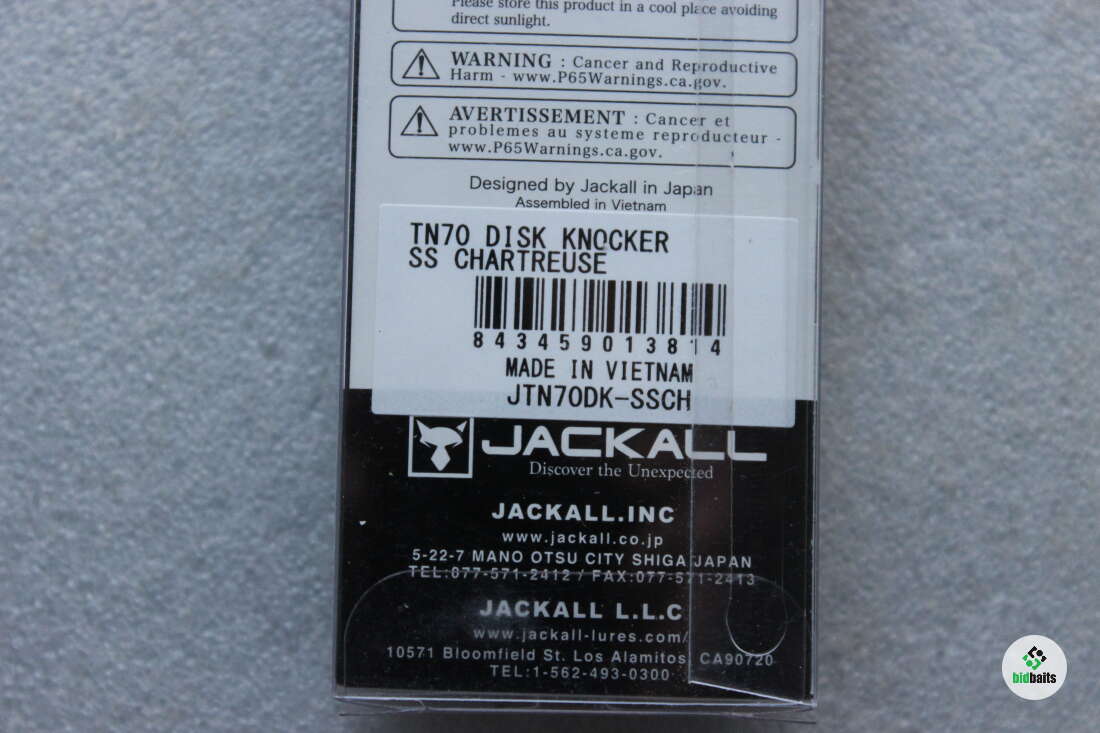 Please store this product in a cool place avoiding
direct sunlight.
WARNING : Cancer and Reproductive
Harm - www.P65Warnings.ca.gov.
AVERTISSEMENT : Cancer et
problemes au systeme reproducteur -
www.P65Warnings.ca.gov.
Designed by Jackall in Japan
Assembled in Vietnam
TN70 DISK KNOCKER
SS CHARTREUSE
843459013814
MADE IN VIETNAM
JTN70DK-SSCH
JACKALL
Discover the Unexpected
JACKALL.INC
www.jackall.co.jp
5-22-7 MANO OTSU CITY SHIGA JAPAN
TEL:077-571-2412 / FAX:077-571-2413
JACKALL L.L.C
www.jackall-lures.com/
10571 Bloomfield St. Los Alamitos, CA90720
TEL:1-562-493-0300
bidbaits